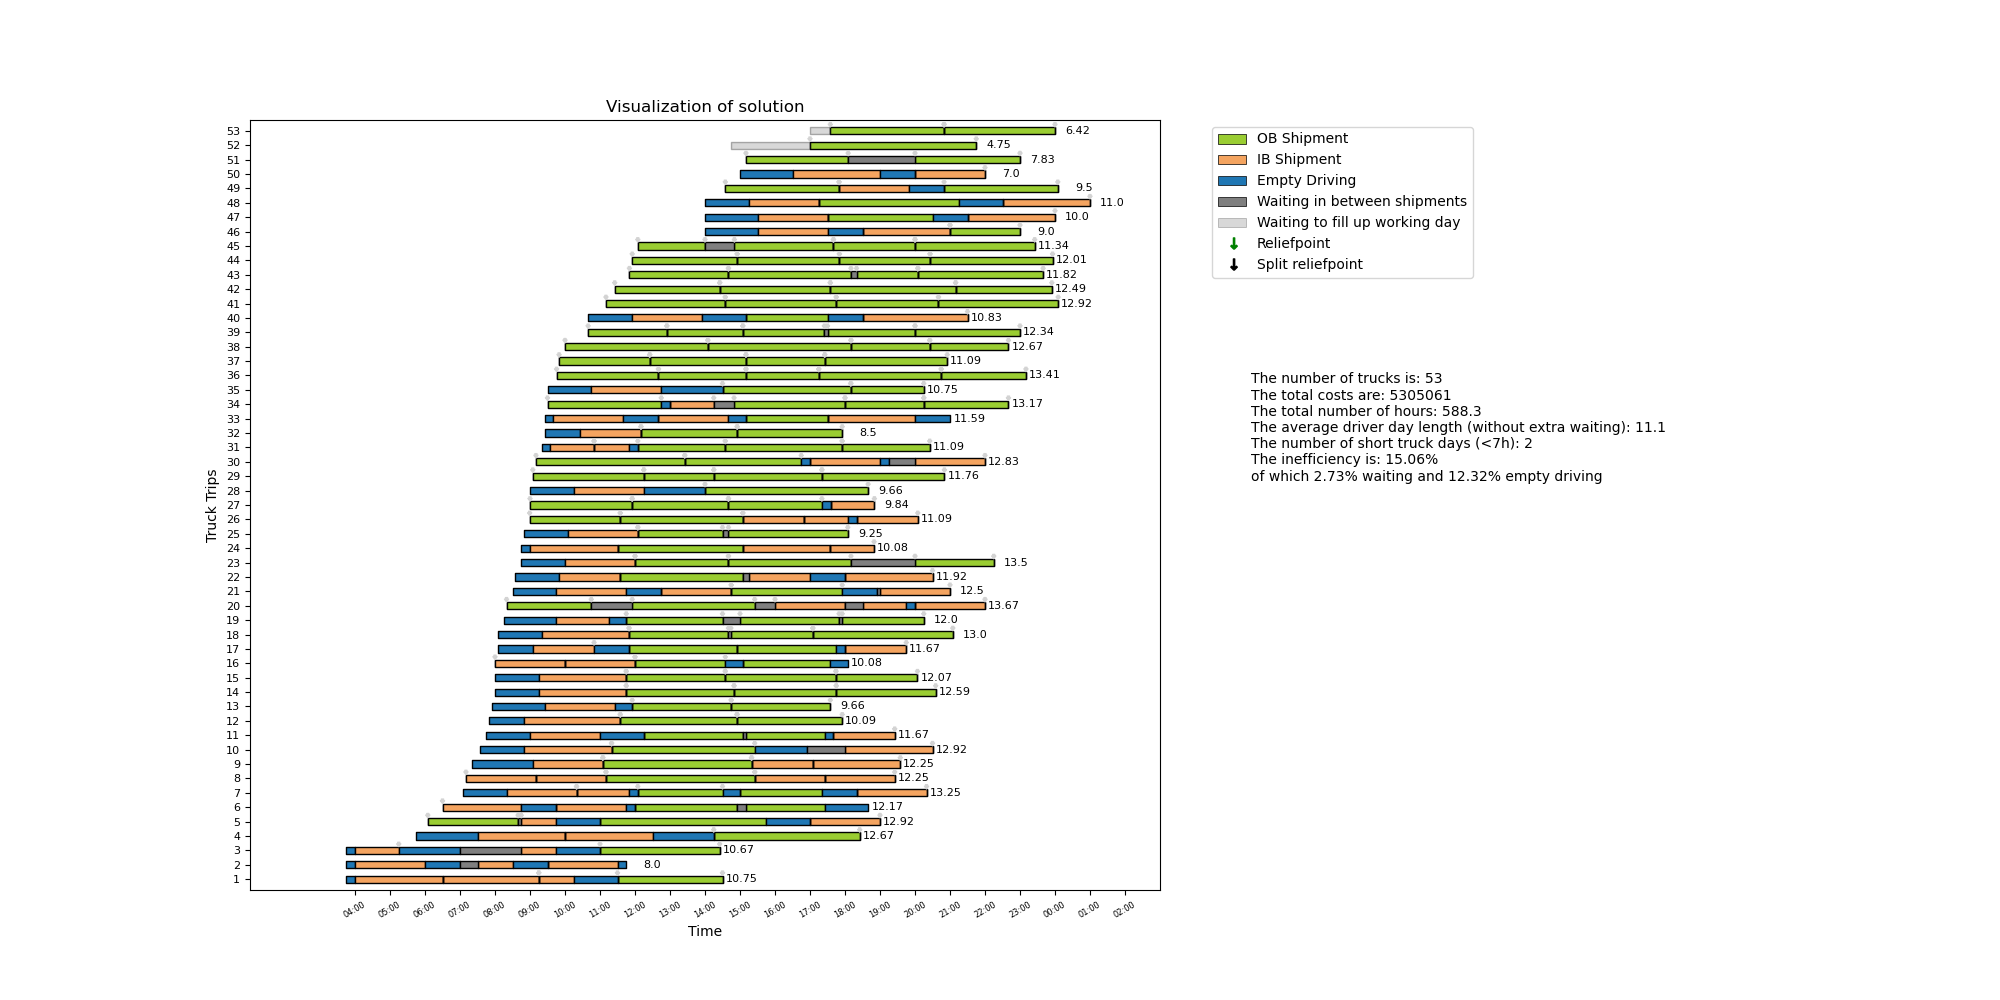 Visualization of solution
53 6.42
52 4.75
51 7.83
50 7.0
49 9.5
48 11.0
47 10.0
46 9.0
45 11.34
44 12.01
43 11.82
42 12.49
41 12.92
40 10.83
39 12.34
38 12.67
37 11.09
36 13.41
35 10.75
34 13.17
33 11.59
32 8.5
31 11.09
30 12.83
29 11.76
28 9.66
27 9.84
26 11.09
25 9.25
24 10.08
23 13.5
22 11.92
21 12.5
20 13.67
19 12.0
18 13.0
17 11.67
16 10.08
15 12.07
14 12.59
13 9.66
12 10.09
11 11.67
10 12.92
9 12.25
8 12.25
7 13.25
6 12.17
5 12.92
4 12.67
3 10.67
2 8.0
1 10.75
Truck Trips
04:00 05:00 06:00 07:00 08:00 09:00 10:00 11:00 12:00 13:00 14:00 15:00 16:00 17:00 18:00 19:00 20:00 21:00 22:00 23:00 00:00 01:00 02:00
Time
OB Shipment
IB Shipment
Empty Driving
Waiting in between shipments
Waiting to fill up working day
Reliefpoint
Split reliefpoint
The number of trucks is: 53
The total costs are: 5305061
The total number of hours: 588.3
The average driver day length (without extra waiting): 11.1
The number of short truck days (<7h): 2
The inefficiency is: 15.06%
of which 2.73% waiting and 12.32% empty driving